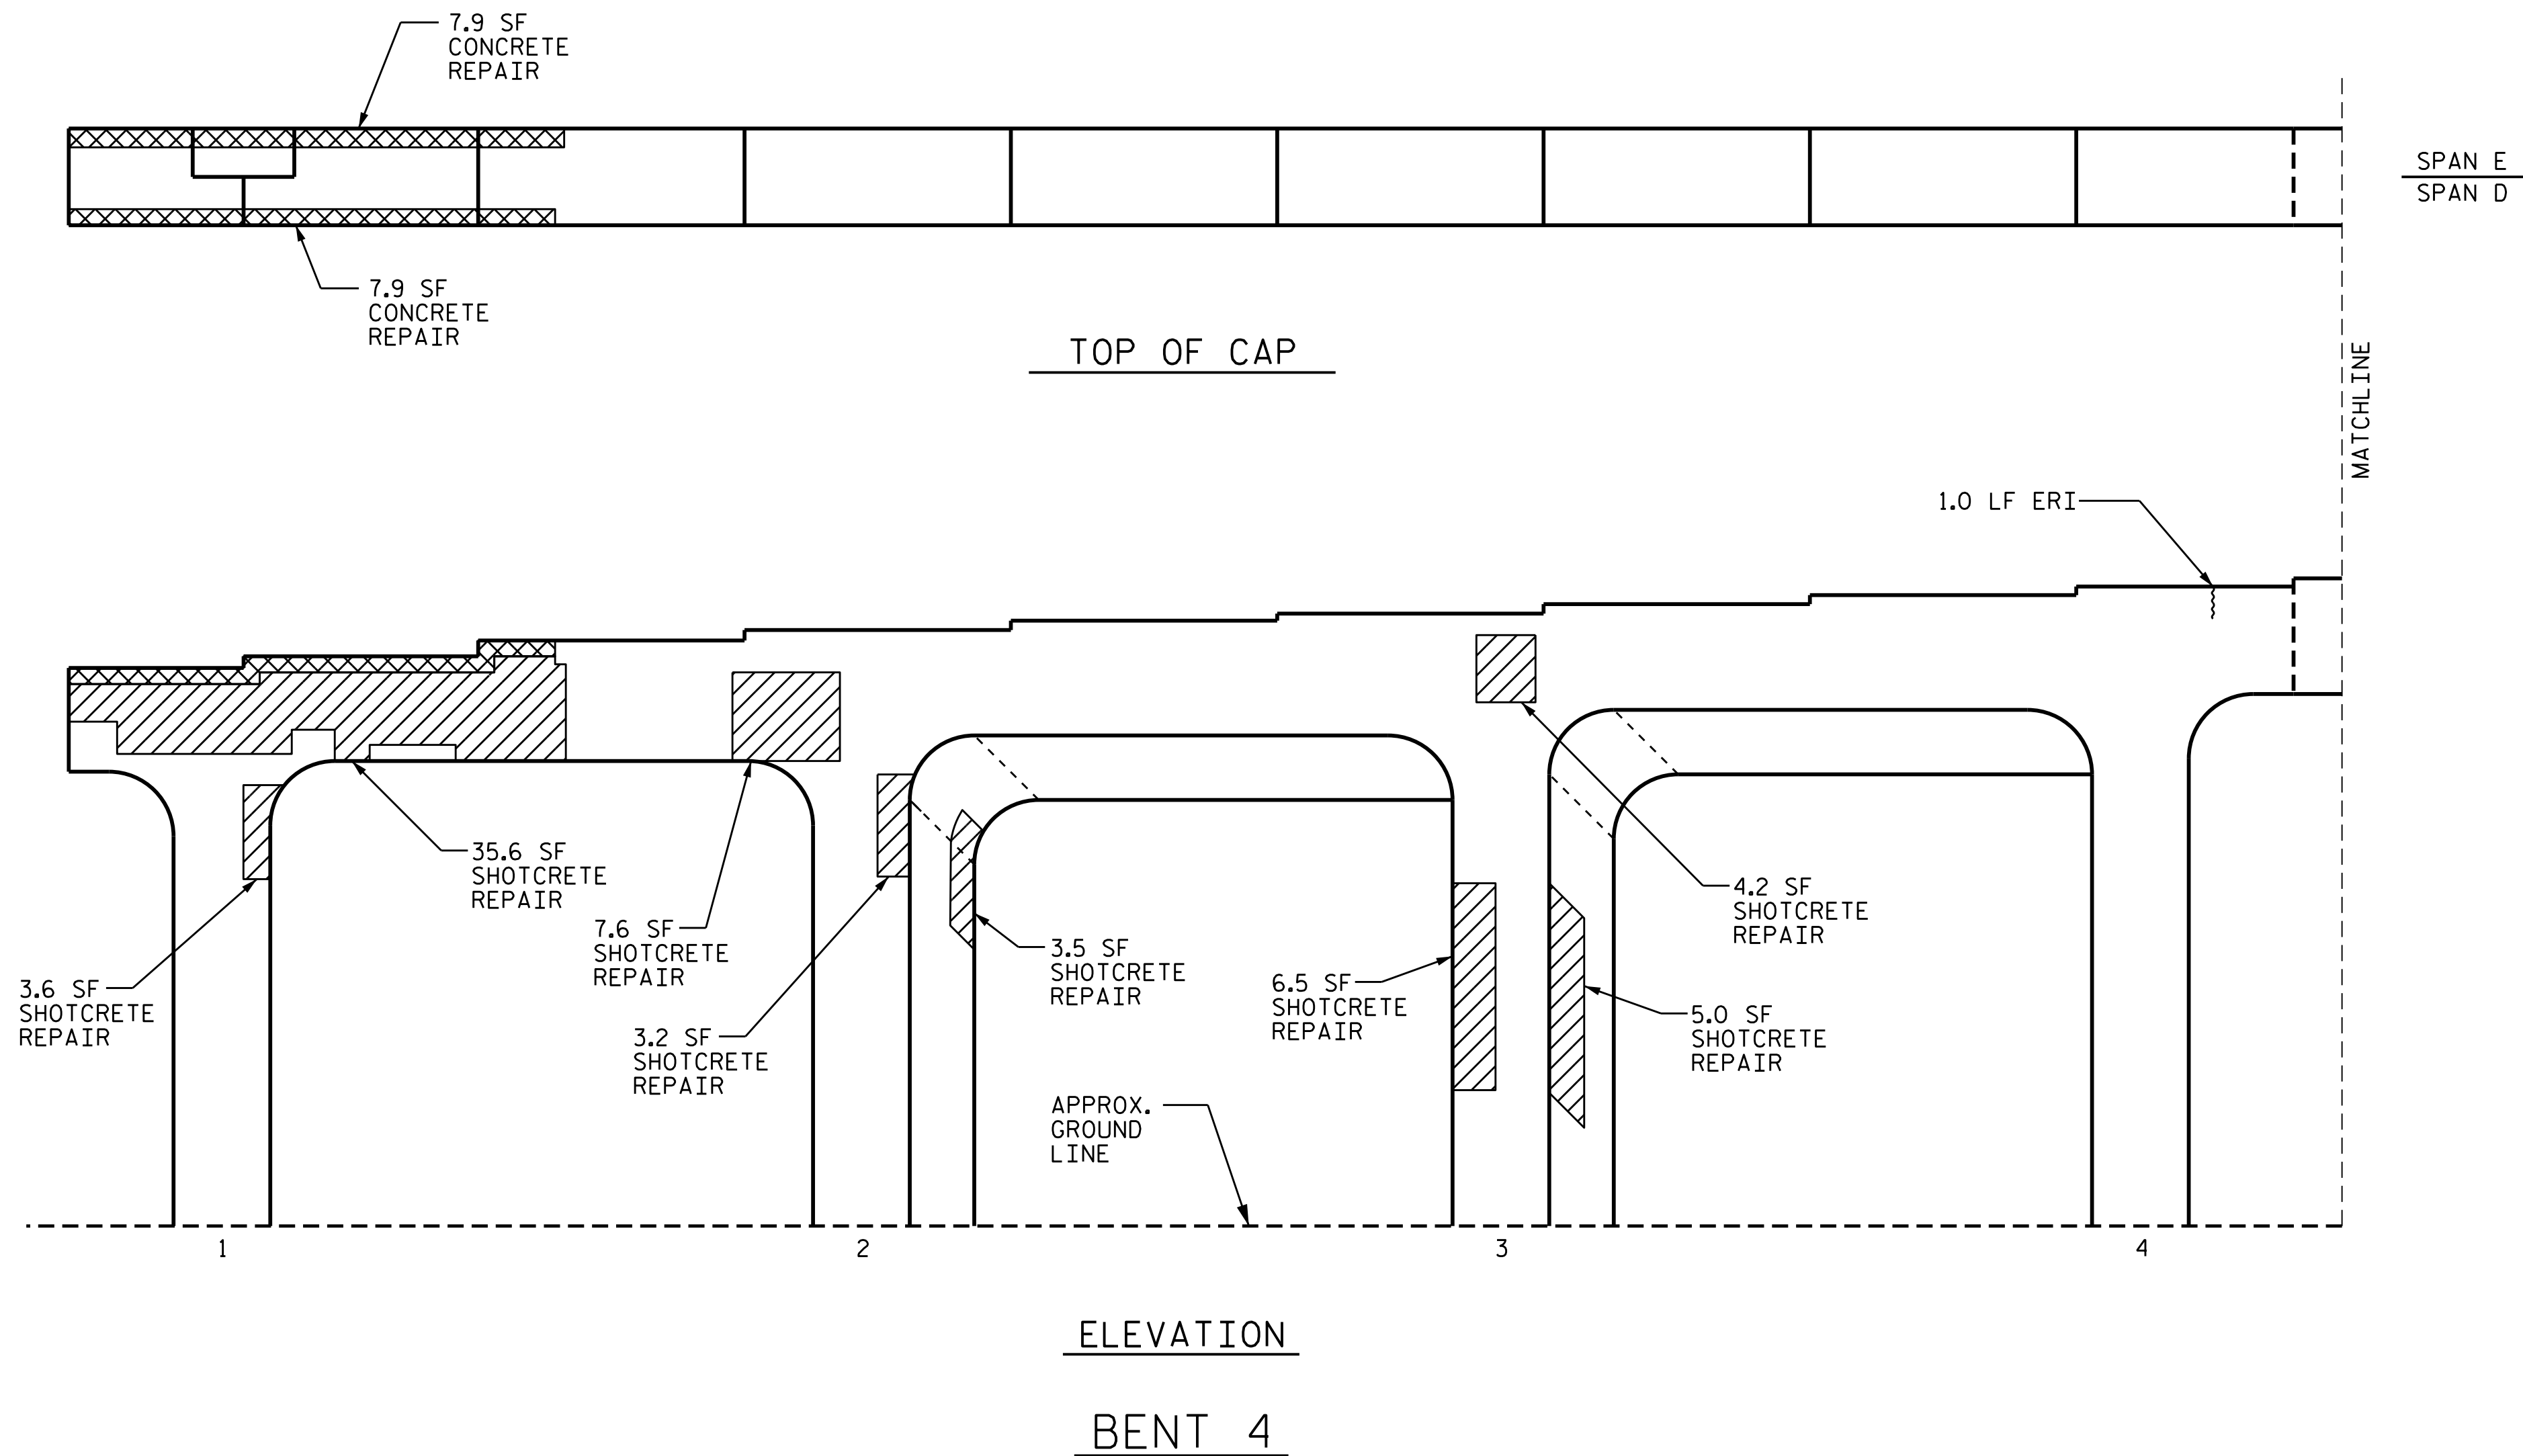 7.9 SF
CONCRETE
REPAIR
SPAN E
SPAN D
7.9 SF
CONCRETE
REPAIR
TOP OF CAP
MATCHLINE
1.0 LF ERI
35.6 SF
SHOTCRETE
REPAIR
4.2 SF
SHOTCRETE
REPAIR
7.6 SF
SHOTCRETE
REPAIR
3.5 SF
SHOTCRETE
REPAIR
3.6 SF
SHOTCRETE
REPAIR
6.5 SF
SHOTCRETE
REPAIR
5.0 SF
SHOTCRETE
REPAIR
3.2 SF
SHOTCRETE
REPAIR
APPROX.
GROUND
LINE
1
2
3
4
ELEVATION
BENT 4